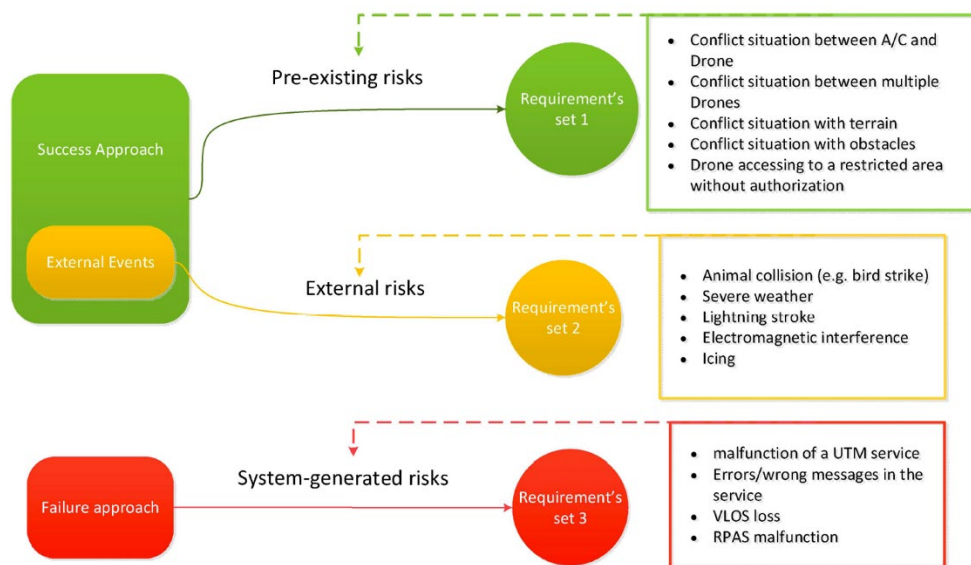 Pre-existing risks
Success Approach
Requirement's
set 1
• Conflict situation between A/C and
Drone
• Conflict situation between multiple
Drones
• Conflict situation with terrain
• Conflict situation with obstacles
• Drone accessing to a restricted area
without authorization
External Events
External risks
Requirement's
set 2
• Animal collision (e.g. bird strike)
• Severe weather
• Lightning stroke
• Electromagnetic interference
• Icing
Failure approach
System-generated risks
Requirement's
set 3
• malfunction of a UTM service
• Errors/wrong messages in the
service
• VLOS loss
• RPAS malfunction